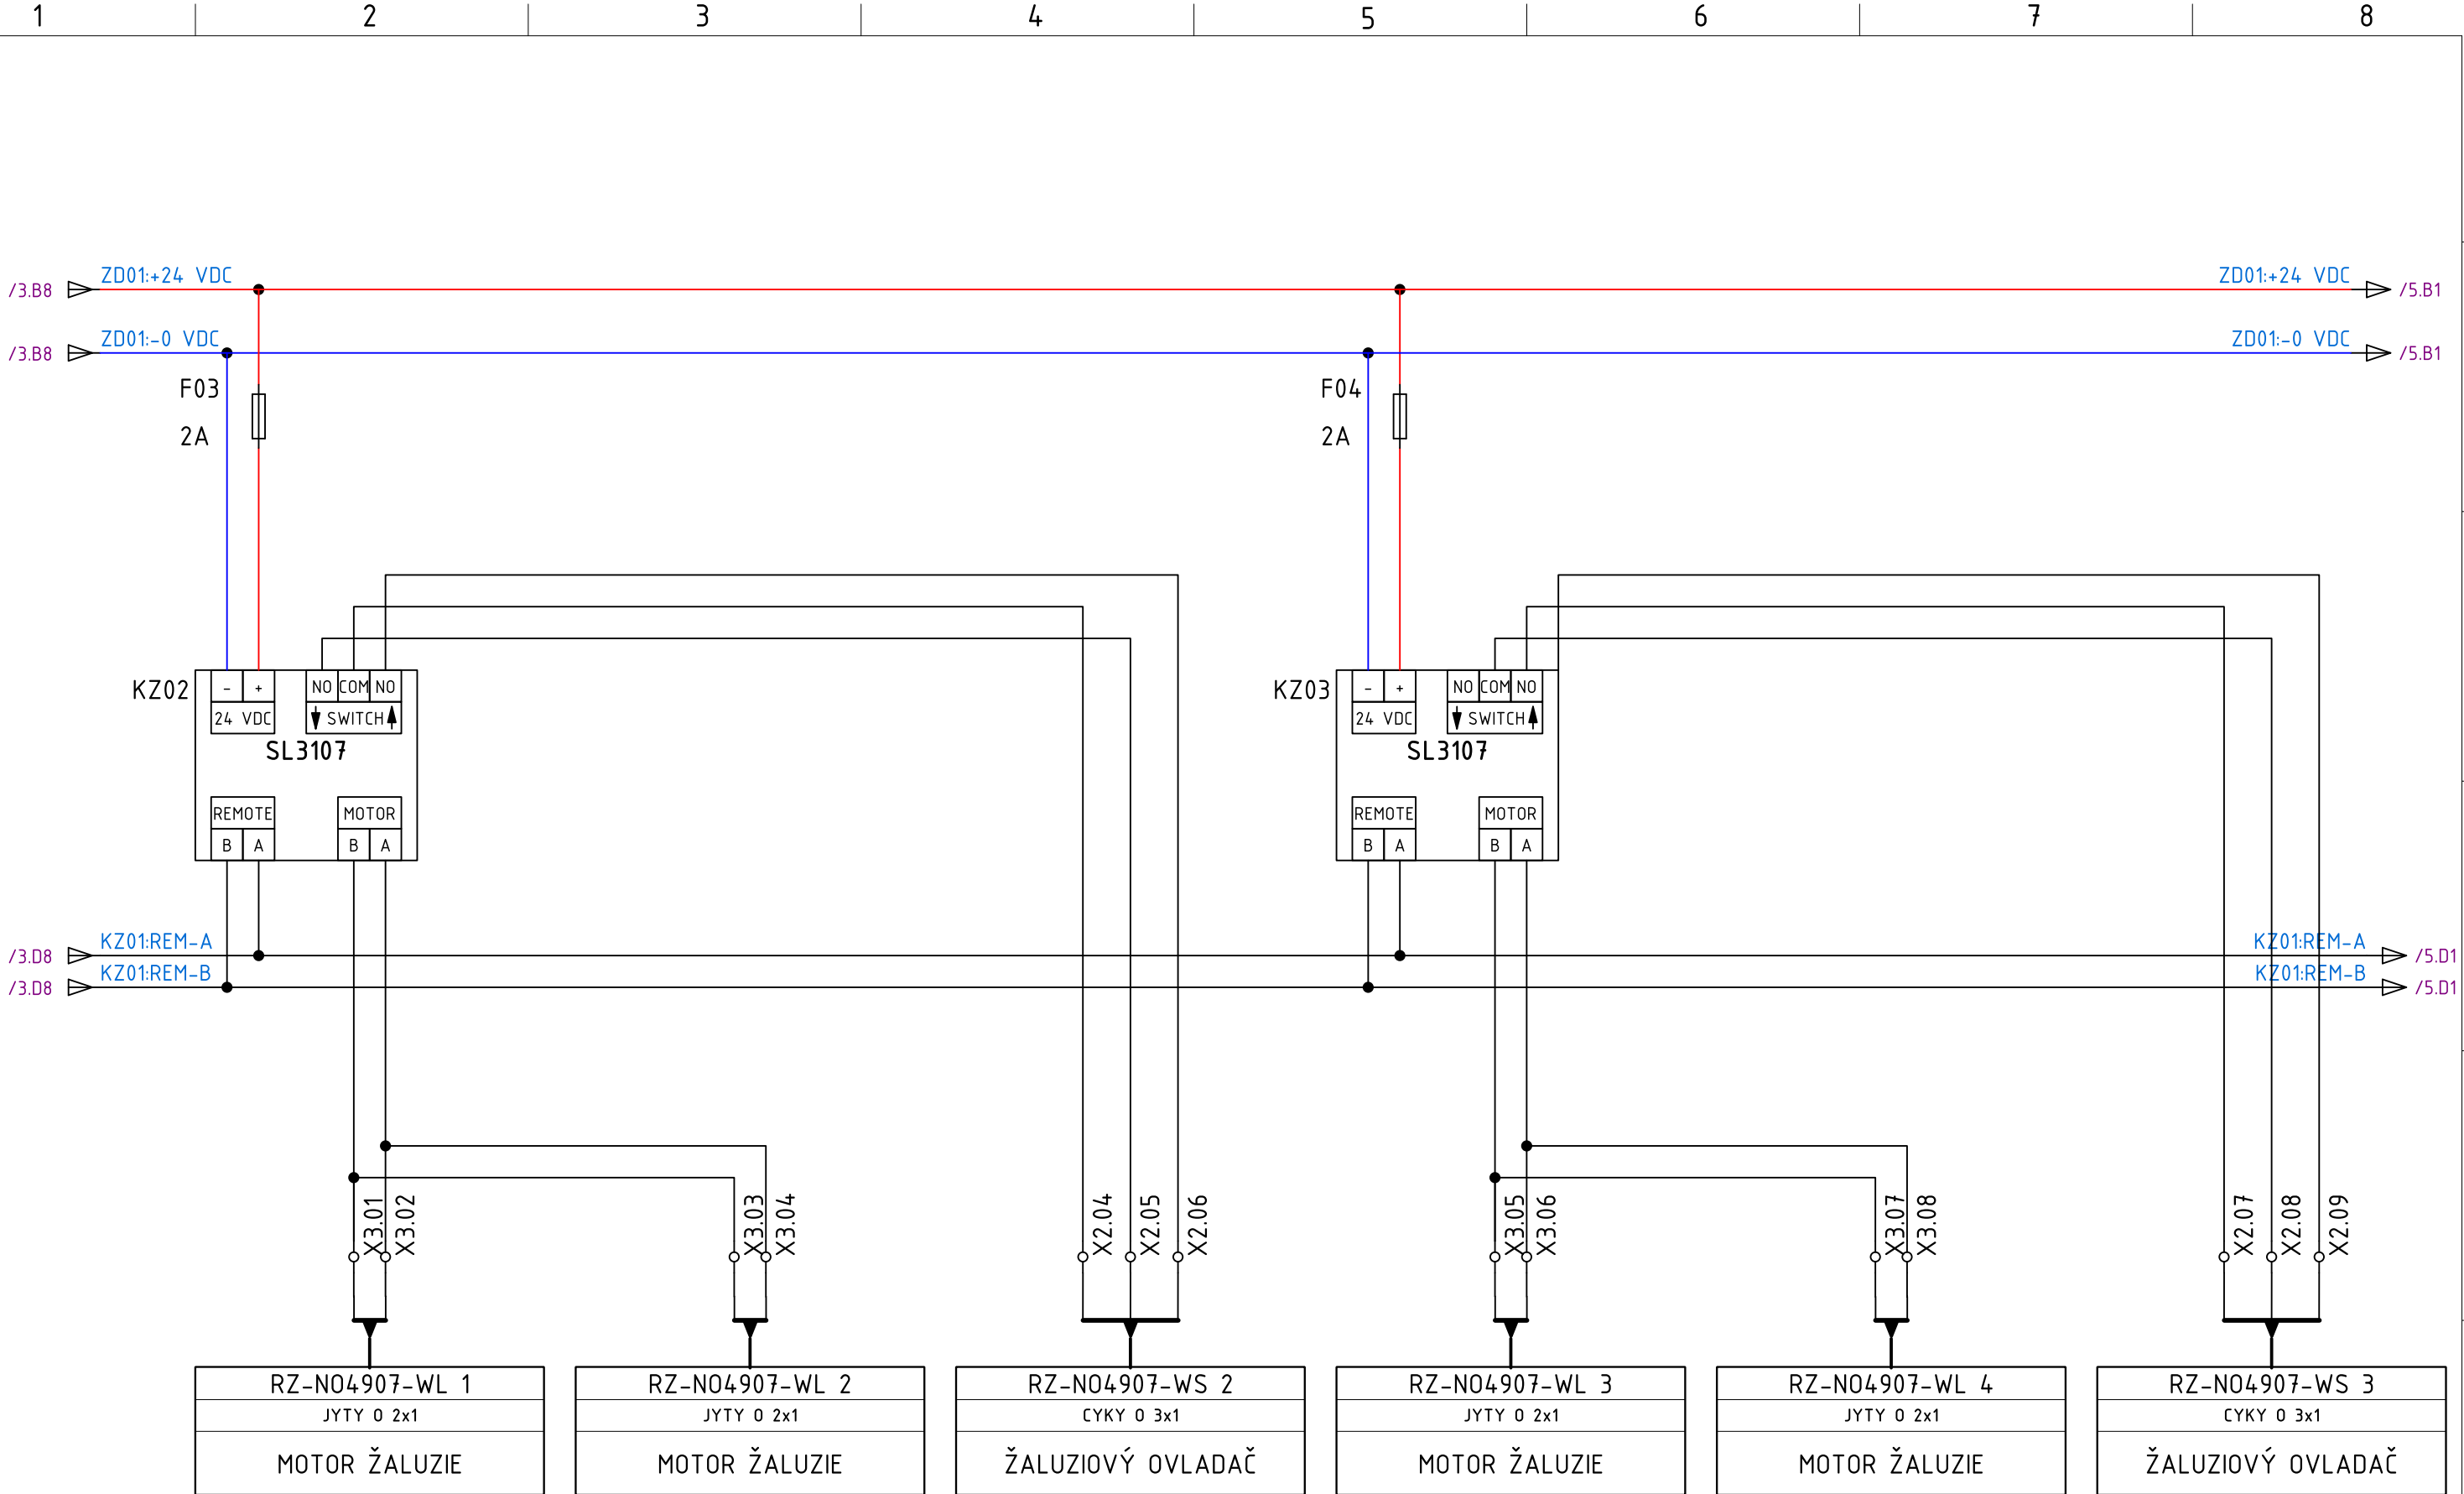 1 2 3 4 5 6 7 8
ZD01:+24 VDC ZD01:+24 VDC
/3.B8 /5.B1
ZD01:-0 VDC ZD01:-0 VDC
/3.B8 /5.B1
F03 F04
2A 2A
KZ02 - + NO COM NO KZ03 - + NO COM NO
24 VDC SWITCH 24 VDC SWITCH
SL3107 SL3107
REMOTE MOTOR REMOTE MOTOR
B A B A B A B A
KZ01:REM-A KZ01:REM-A
/3.D8 /5.D1
KZ01:REM-B KZ01:REM-B
/3.D8 /5.D1
X3.01 X3.02 X3.03 X3.04 X2.04 X2.05 X2.06 X3.05 X3.06 X3.07 X3.08 X2.07 X2.08 X2.09
RZ-NO4907-WL 1 RZ-NO4907-WL 2 RZ-NO4907-WS 2 RZ-NO4907-WL 3 RZ-NO4907-WL 4 RZ-NO4907-WS 3
JYTY O 2x1 JYTY O 2x1 CYKY O 3x1 JYTY O 2x1 JYTY O 2x1 CYKY O 3x1
MOTOR ŽALUZIE MOTOR ŽALUZIE ŽALUZIOVÝ OVLADAČ MOTOR ŽALUZIE MOTOR ŽALUZIE ŽALUZIOVÝ OVLADAČ